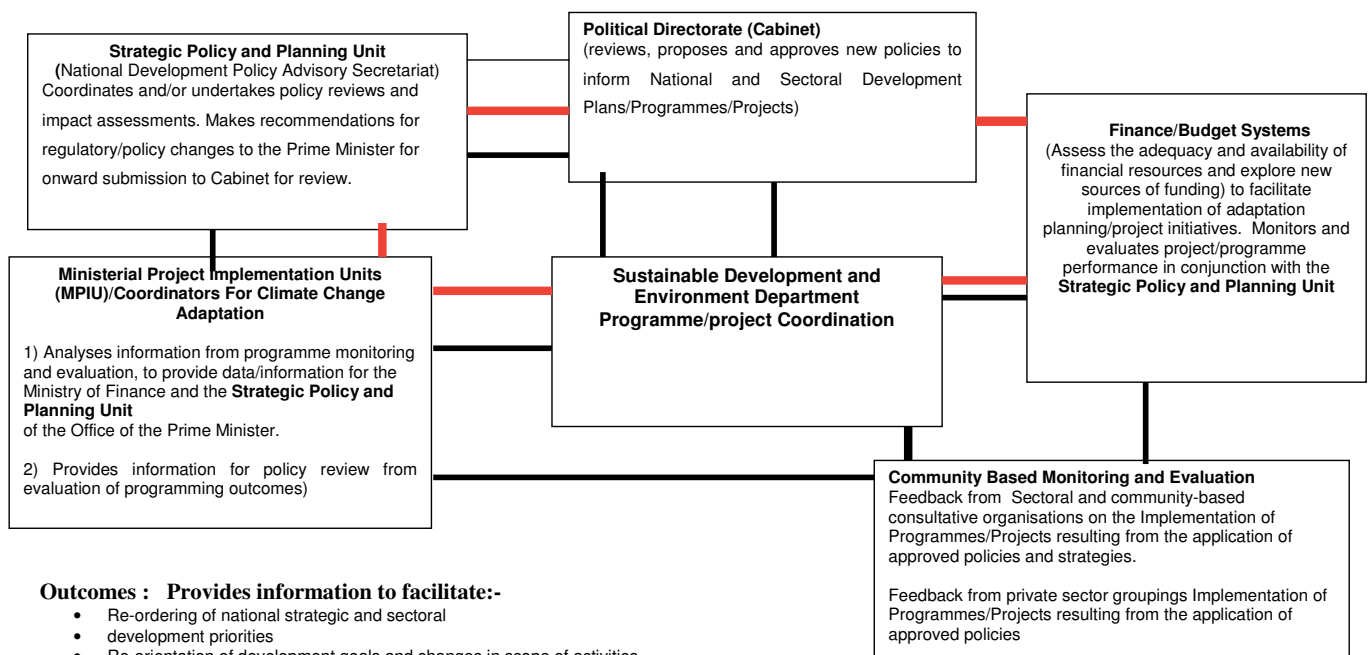 Strategic Policy and Planning Unit
(National Development Policy Advisory Secretariat)
Coordinates and/or undertakes policy reviews and
impact assessments. Makes recommendations for
regulatory/policy changes to the Prime Minister for
onward submission to Cabinet for review.
Political Directorate (Cabinet)
(reviews, proposes and approves new policies to
inform National and Sectoral Development
Plans/Programmes/Projects)
Finance/Budget Systems
(Assess the adequacy and availability of
financial resources and explore new
sources of funding) to facilitate
implementation of adaptation
planning/project initiatives. Monitors and
evaluates project/programme
performance in conjunction with the
Strategic Policy and Planning Unit
Ministerial Project Implementation Units
(MPIU)/Coordinators For Climate Change
Adaptation
1) Analyses information from programme monitoring
and evaluation, to provide data/information for the
Ministry of Finance and the Strategic Policy and
Planning Unit
of the Office of the Prime Minister.
2) Provides information for policy review from
evaluation of programming outcomes)
Sustainable Development and
Environment Department
Programme/project Coordination
Community Based Monitoring and Evaluation
Feedback from Sectoral and community-based
consultative organisations on the Implementation of
Programmes/Projects resulting from the application of
approved policies and strategies.
Feedback from private sector groupings Implementation of
Programmes/Projects resulting from the application of
approved policies
Outcomes : Provides information to facilitate:-
• Re-ordering of national strategic and sectoral
• development priorities
• Re-orientation of development goals and changes in scope of activities